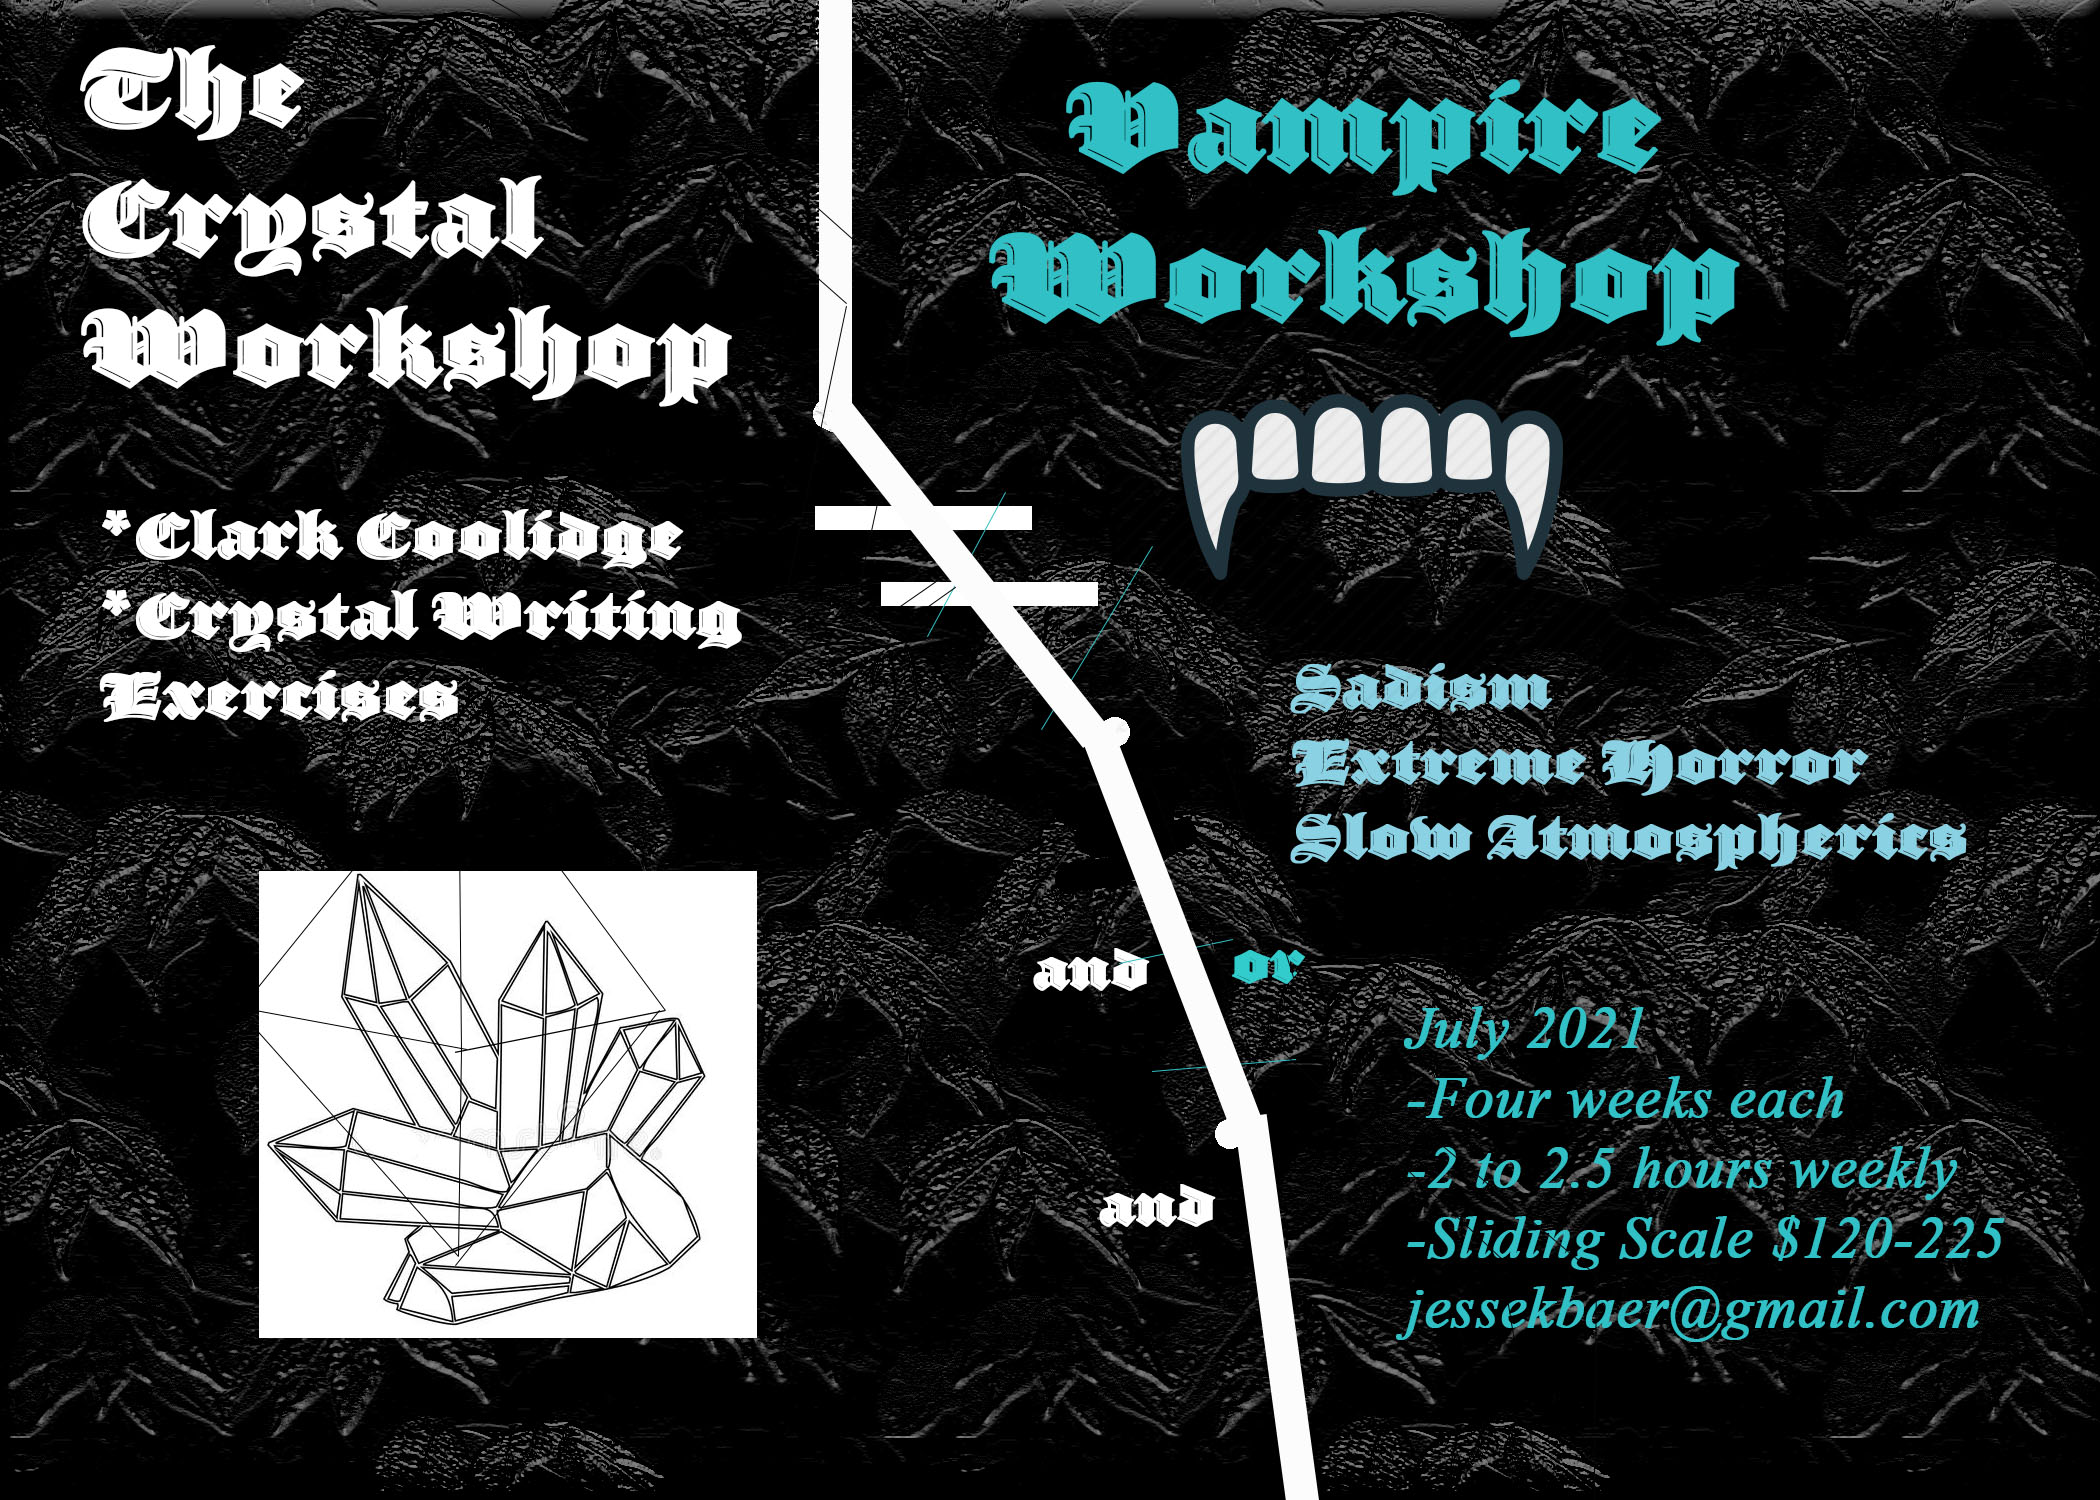 The
Crystal
Workshop
*Clark Coolidge
*Crystal Writing
Exercises
Vampire
Workshop
Sadism
Extreme Horror
Slow Atmospherics
and or
and
July 2021
-Four weeks each
-2 to 2.5 hours weekly
-Sliding Scale $120-225
jessekbaer@gmail.com